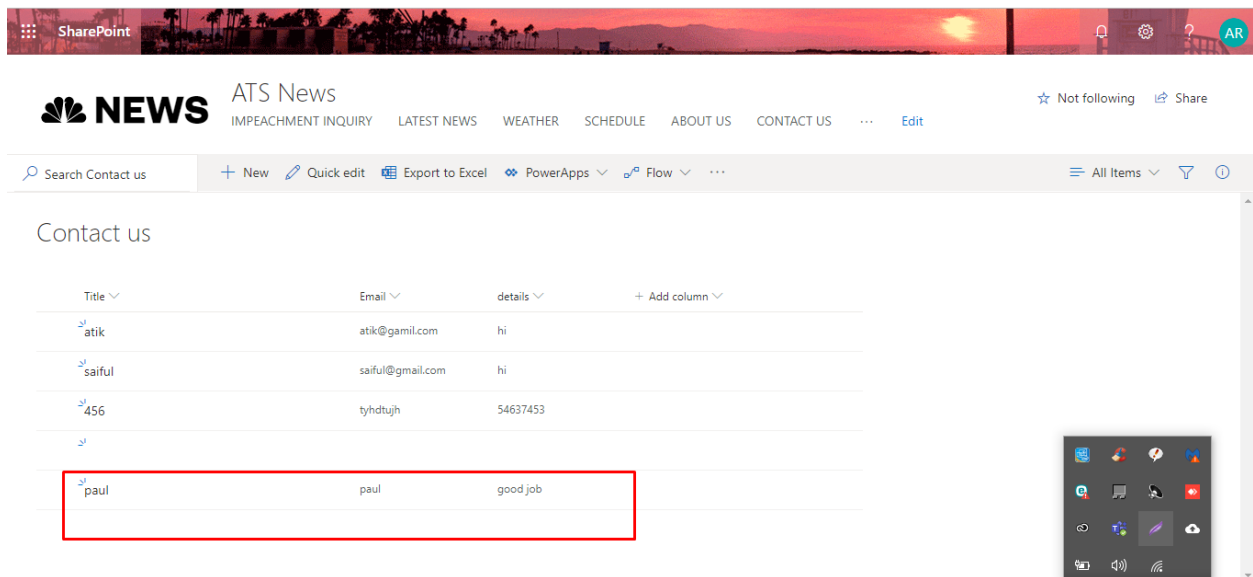 SharePoint
AR
NEWS
ATS News
Not following Share
IMPEACHMENT INQUIRY LATEST NEWS WEATHER SCHEDULE ABOUT US CONTACT US ... Edit
Search Contact us + New Quick edit Export to Excel PowerApps Flow ... All Items
Contact us
Title Email details + Add column
atik atik@gamil.com hi
saiful saiful@gmail.com hi
456 tyhdtujh 54637453
paul paul good job